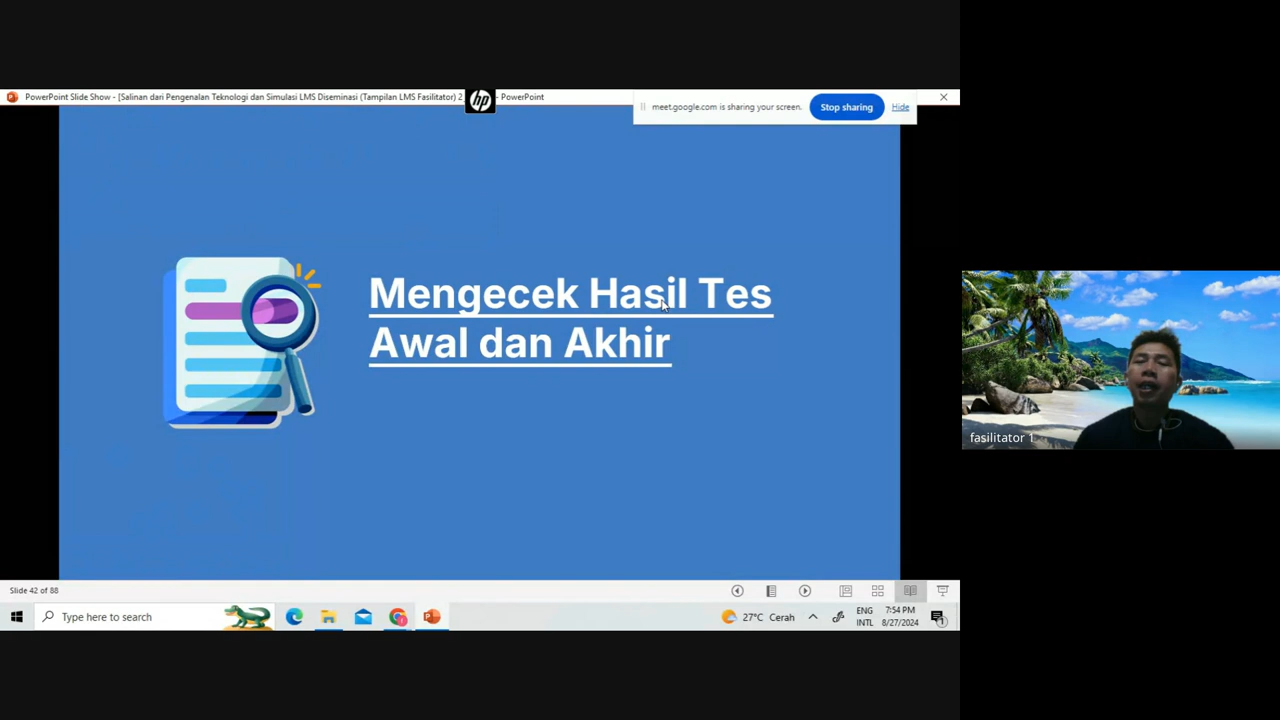 PowerPoint Slide Show - [Salinan dari Pengenalan Teknologi dan Simulasi LMS Diseminasi (Tampilan LMS Fasilitator) 2
hp
- PowerPoint
meet.google.com is sharing your screen.
Stop sharing
Hide
Mengecek Hasil Tes
Awal dan Akhir
fasilitator 1
Slide 42 of 88
Type here to search
27°C Cerah
ENG
INTL
7:54 PM
8/27/2024
1